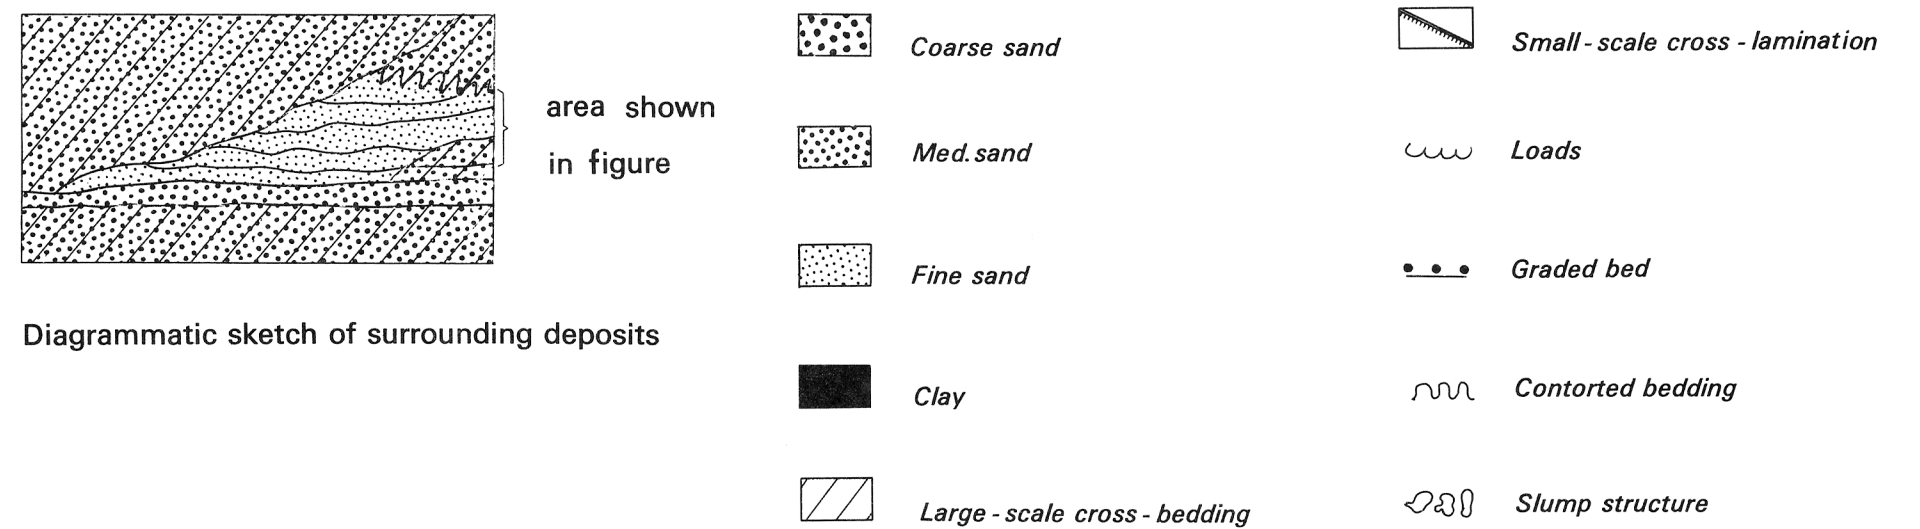 area shown
in figure
Diagrammatic sketch of surrounding deposits
Coarse sand
Med. sand
Fine sand
Clay
Large - scale cross - bedding
Small - scale cross - lamination
Loads
Graded bed
Contorted bedding
Slump structure